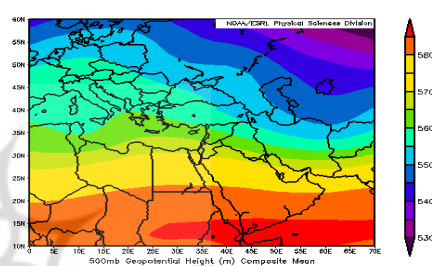 NOAA/ESRL Physical Sciences Division
60N
55N
50N
45N
40N
35N
30N
25N
20N
15N
10N
0 5E 10E 15E 20E 25E 30E 35E 40E 45E 50E 55E 60E 65E 70E
500mb Geopotential Height (m) Composite Mean
580
570
560
550
540
530